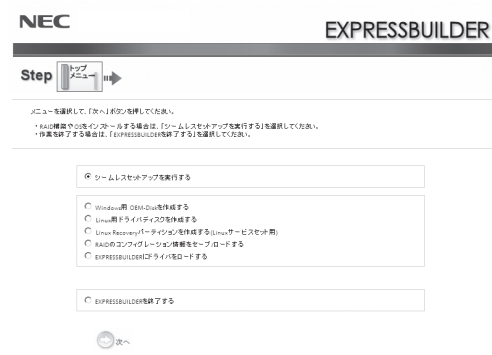 NEC
EXPRESSBUILDER
Step トップメニュー
メニューを選択して、「次へ」ボタンを押してください。
・RAID構築やOSをインストールする場合は、「シームレスセットアップを実行する」を選択してください。
・作業を終了する場合は、「EXPRESSBUILDERを終了する」を選択してください。
シームレスセットアップを実行する
Windows用 OEM-Diskを作成する
Linux用ドライバディスクを作成する
Linux Recoveryパーティションを作成する(Linuxサービスセット用)
RAIDのコンフィグレーション情報をセーブ/ロードする
EXPRESSBUILDERにドライバをロードする
EXPRESSBUILDERを終了する
次へ